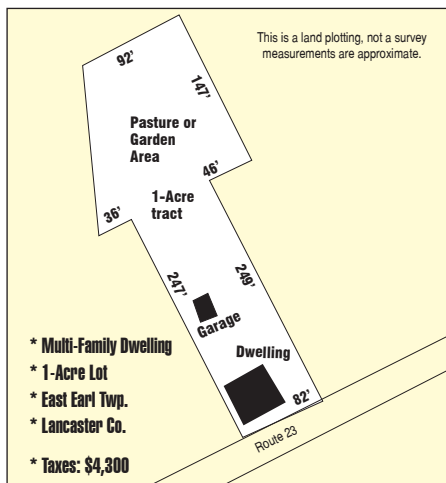 This is a land plotting, not a survey
measurements are approximate.
92'
147'
Pasture or
Garden
Area
46'
1-Acre
tract
36'
247'
249'
Garage
Dwelling
82'
Route 23
* Multi-Family Dwelling
* 1-Acre Lot
* East Earl Twp.
* Lancaster Co.
* Taxes: $4,300